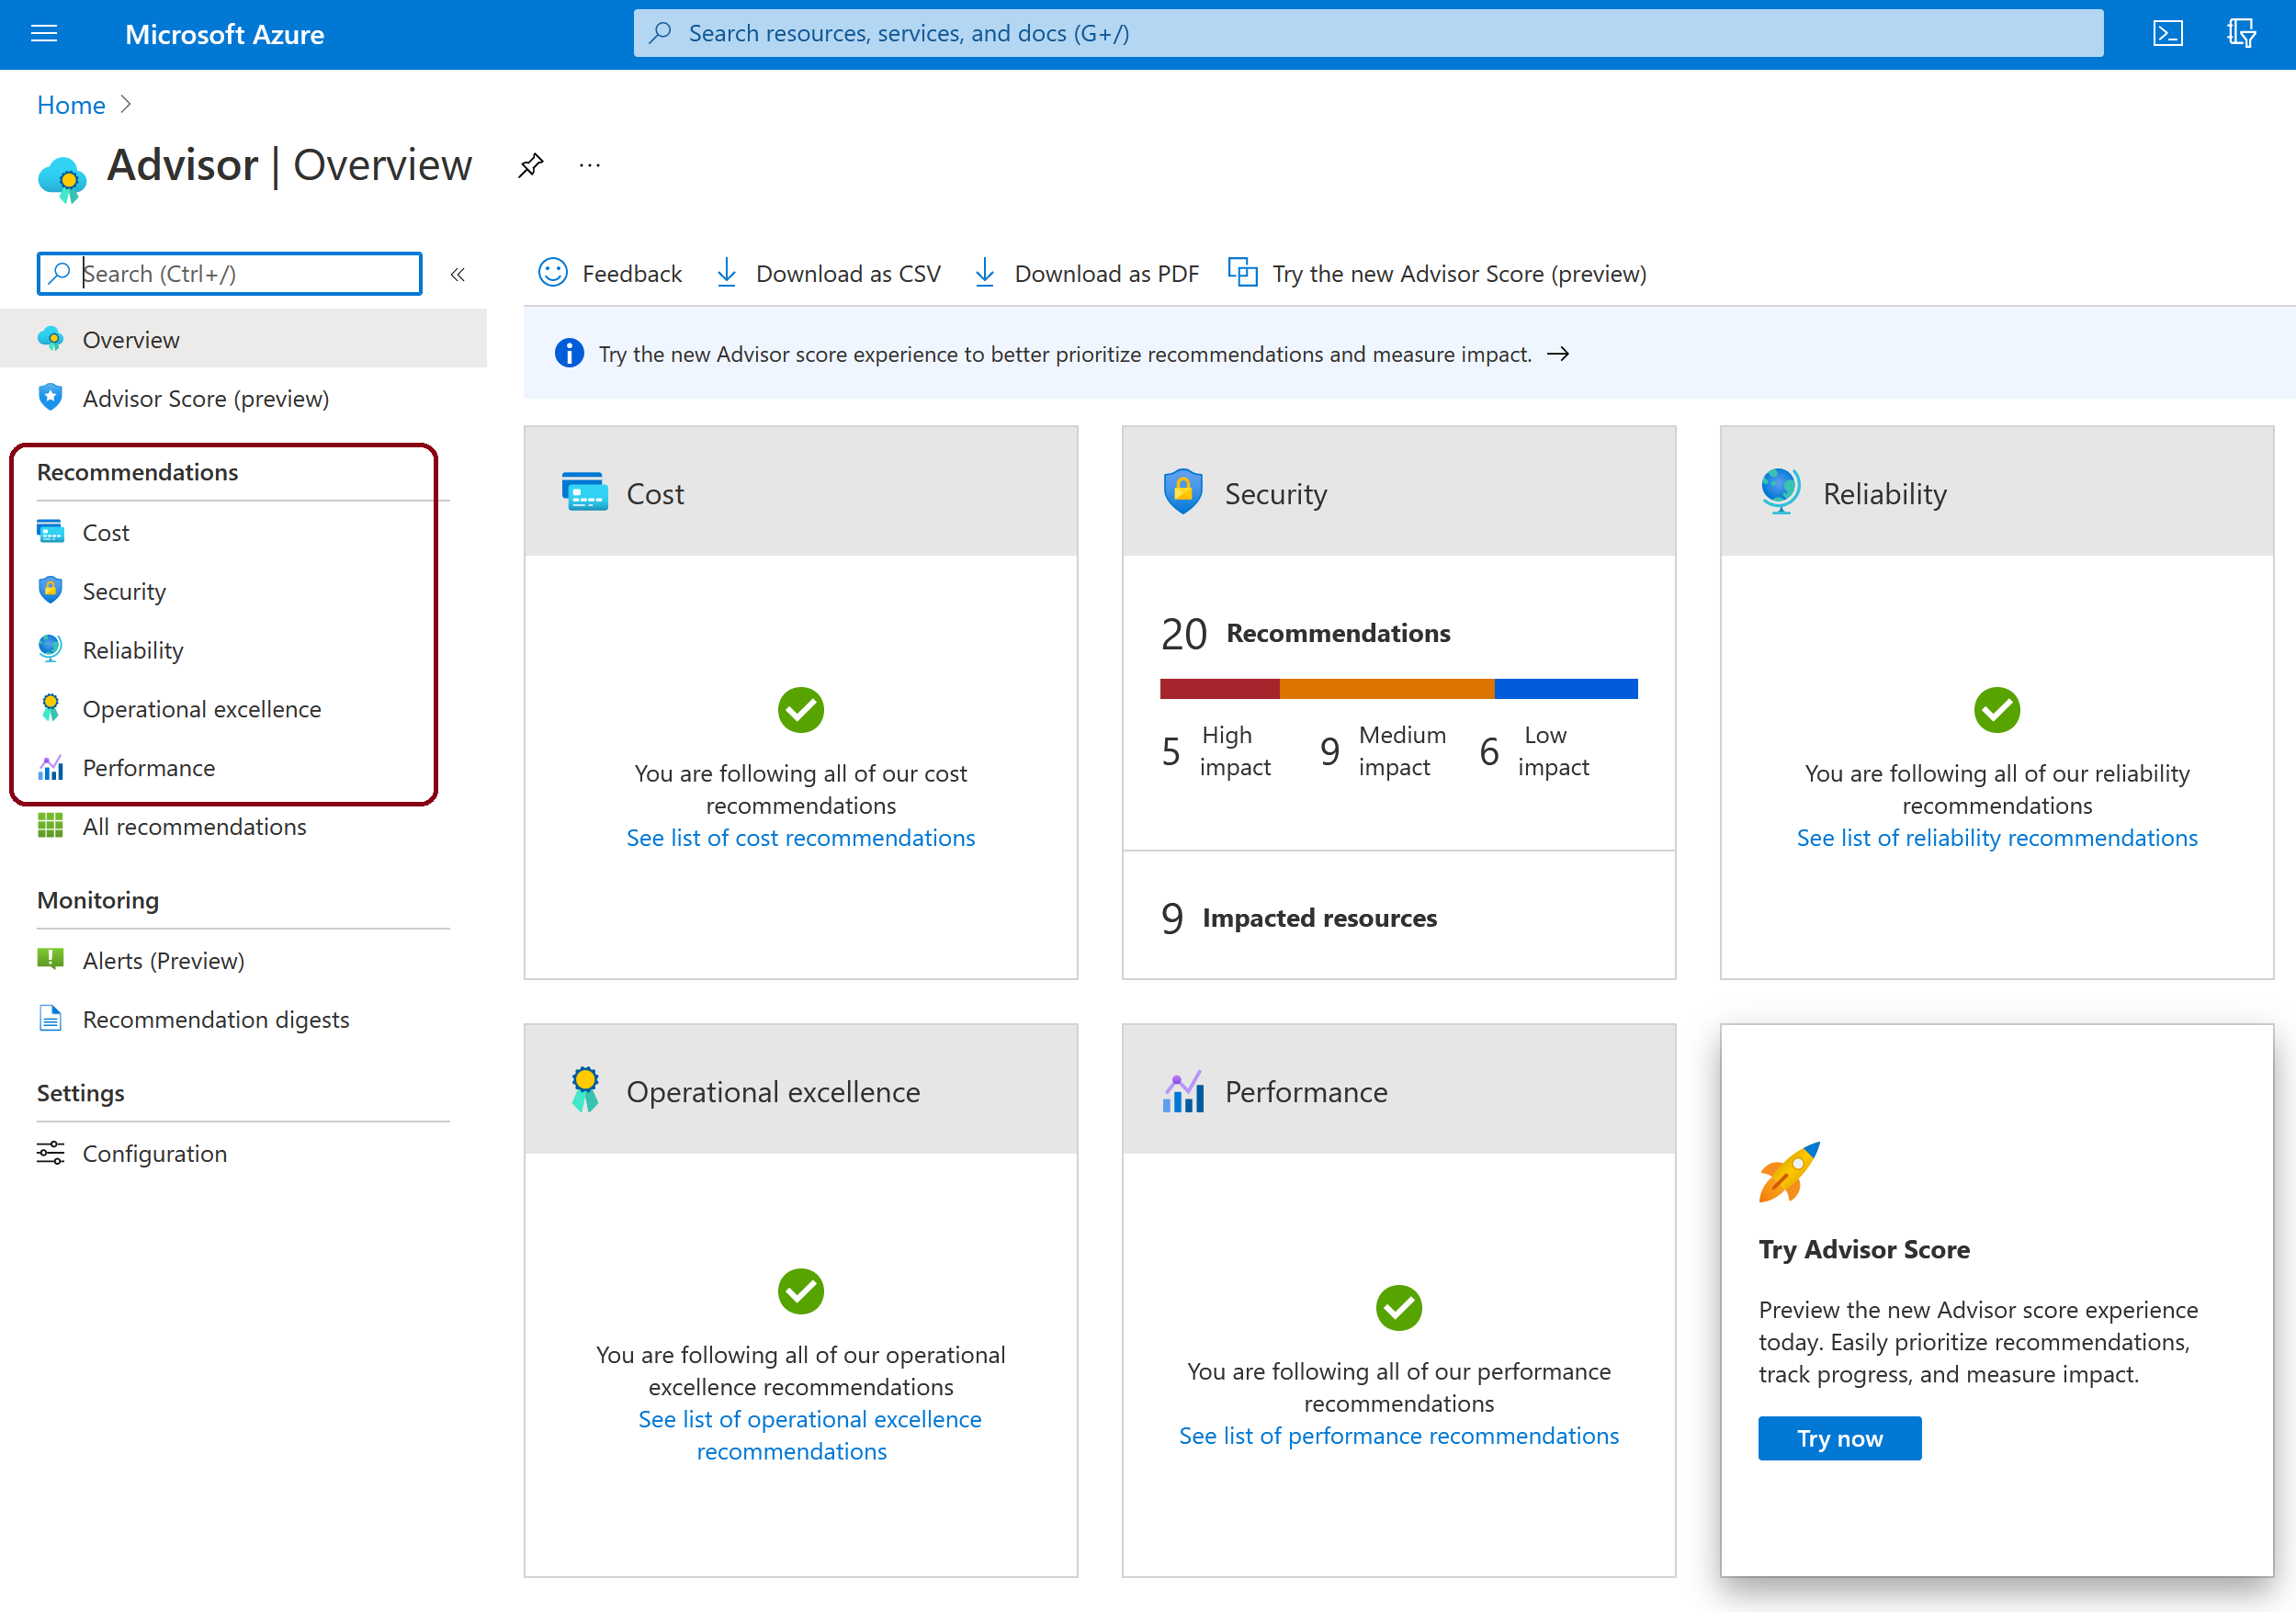 Microsoft Azure
Search resources, services, and docs (G+/)
Home
Advisor | Overview
Search (Ctrl+/)
Overview
Advisor Score (preview)
Recommendations
Cost
Security
Reliability
Operational excellence
Performance
All recommendations
Monitoring
Alerts (Preview)
Recommendation digests
Settings
Configuration
Feedback
Download as CSV
Download as PDF
Try the new Advisor Score (preview)
Try the new Advisor score experience to better prioritize recommendations and measure impact. →
Cost
You are following all of our cost
recommendations
See list of cost recommendations
Security
20 Recommendations
5 High impact
9 Medium impact
6 Low impact
9 Impacted resources
Reliability
You are following all of our reliability
recommendations
See list of reliability recommendations
Operational excellence
You are following all of our operational
excellence recommendations
See list of operational excellence
recommendations
Performance
You are following all of our performance
recommendations
See list of performance recommendations
Try Advisor Score
Preview the new Advisor score experience
today. Easily prioritize recommendations,
track progress, and measure impact.
Try now